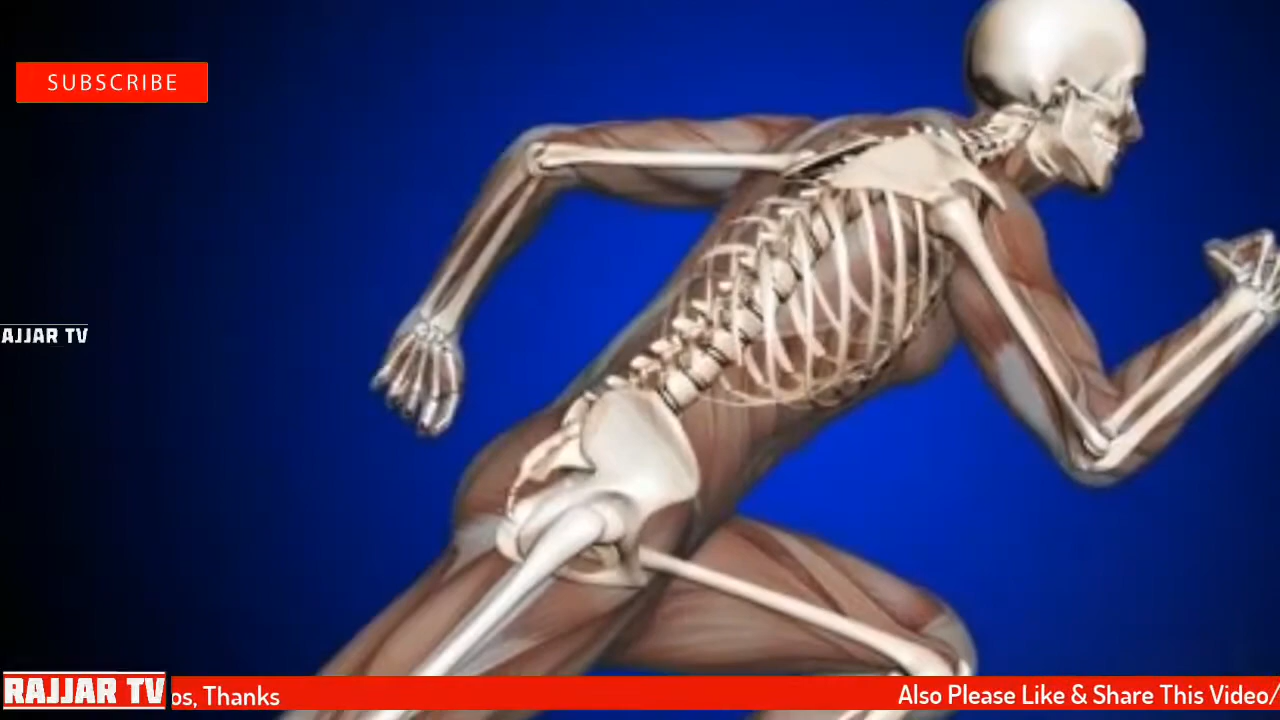 SUBSCRIBE
AJJAR TV
RAJJAR TV
os, Thanks
Also Please Like & Share This Video/